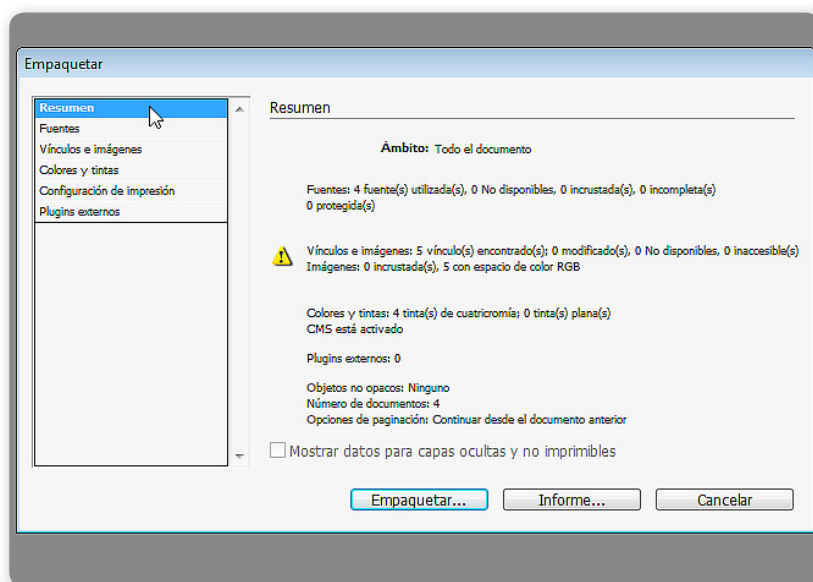 Empaquetar
Resumen
Fuentes
Vínculos e imágenes
Colores y tintas
Configuración de impresión
Plugins externos
Resumen
Ámbito: Todo el documento
Fuentes: 4 fuente(s) utilizada(s), 0 No disponibles, 0 incrustada(s), 0 incompleta(s)
0 protegida(s)
Vínculos e imágenes: 5 vínculo(s) encontrado(s); 0 modificado(s), 0 No disponibles, 0 inaccesible(s)
Imágenes: 0 incrustada(s), 5 con espacio de color RGB
Colores y tintas: 4 tinta(s) de cuatricromía; 0 tinta(s) plana(s)
CMS está activado
Plugins externos: 0
Objetos no opacos: Ninguno
Número de documentos: 4
Opciones de paginación: Continuar desde el documento anterior
Mostrar datos para capas ocultas y no imprimibles
Empaquetar... Informe... Cancelar